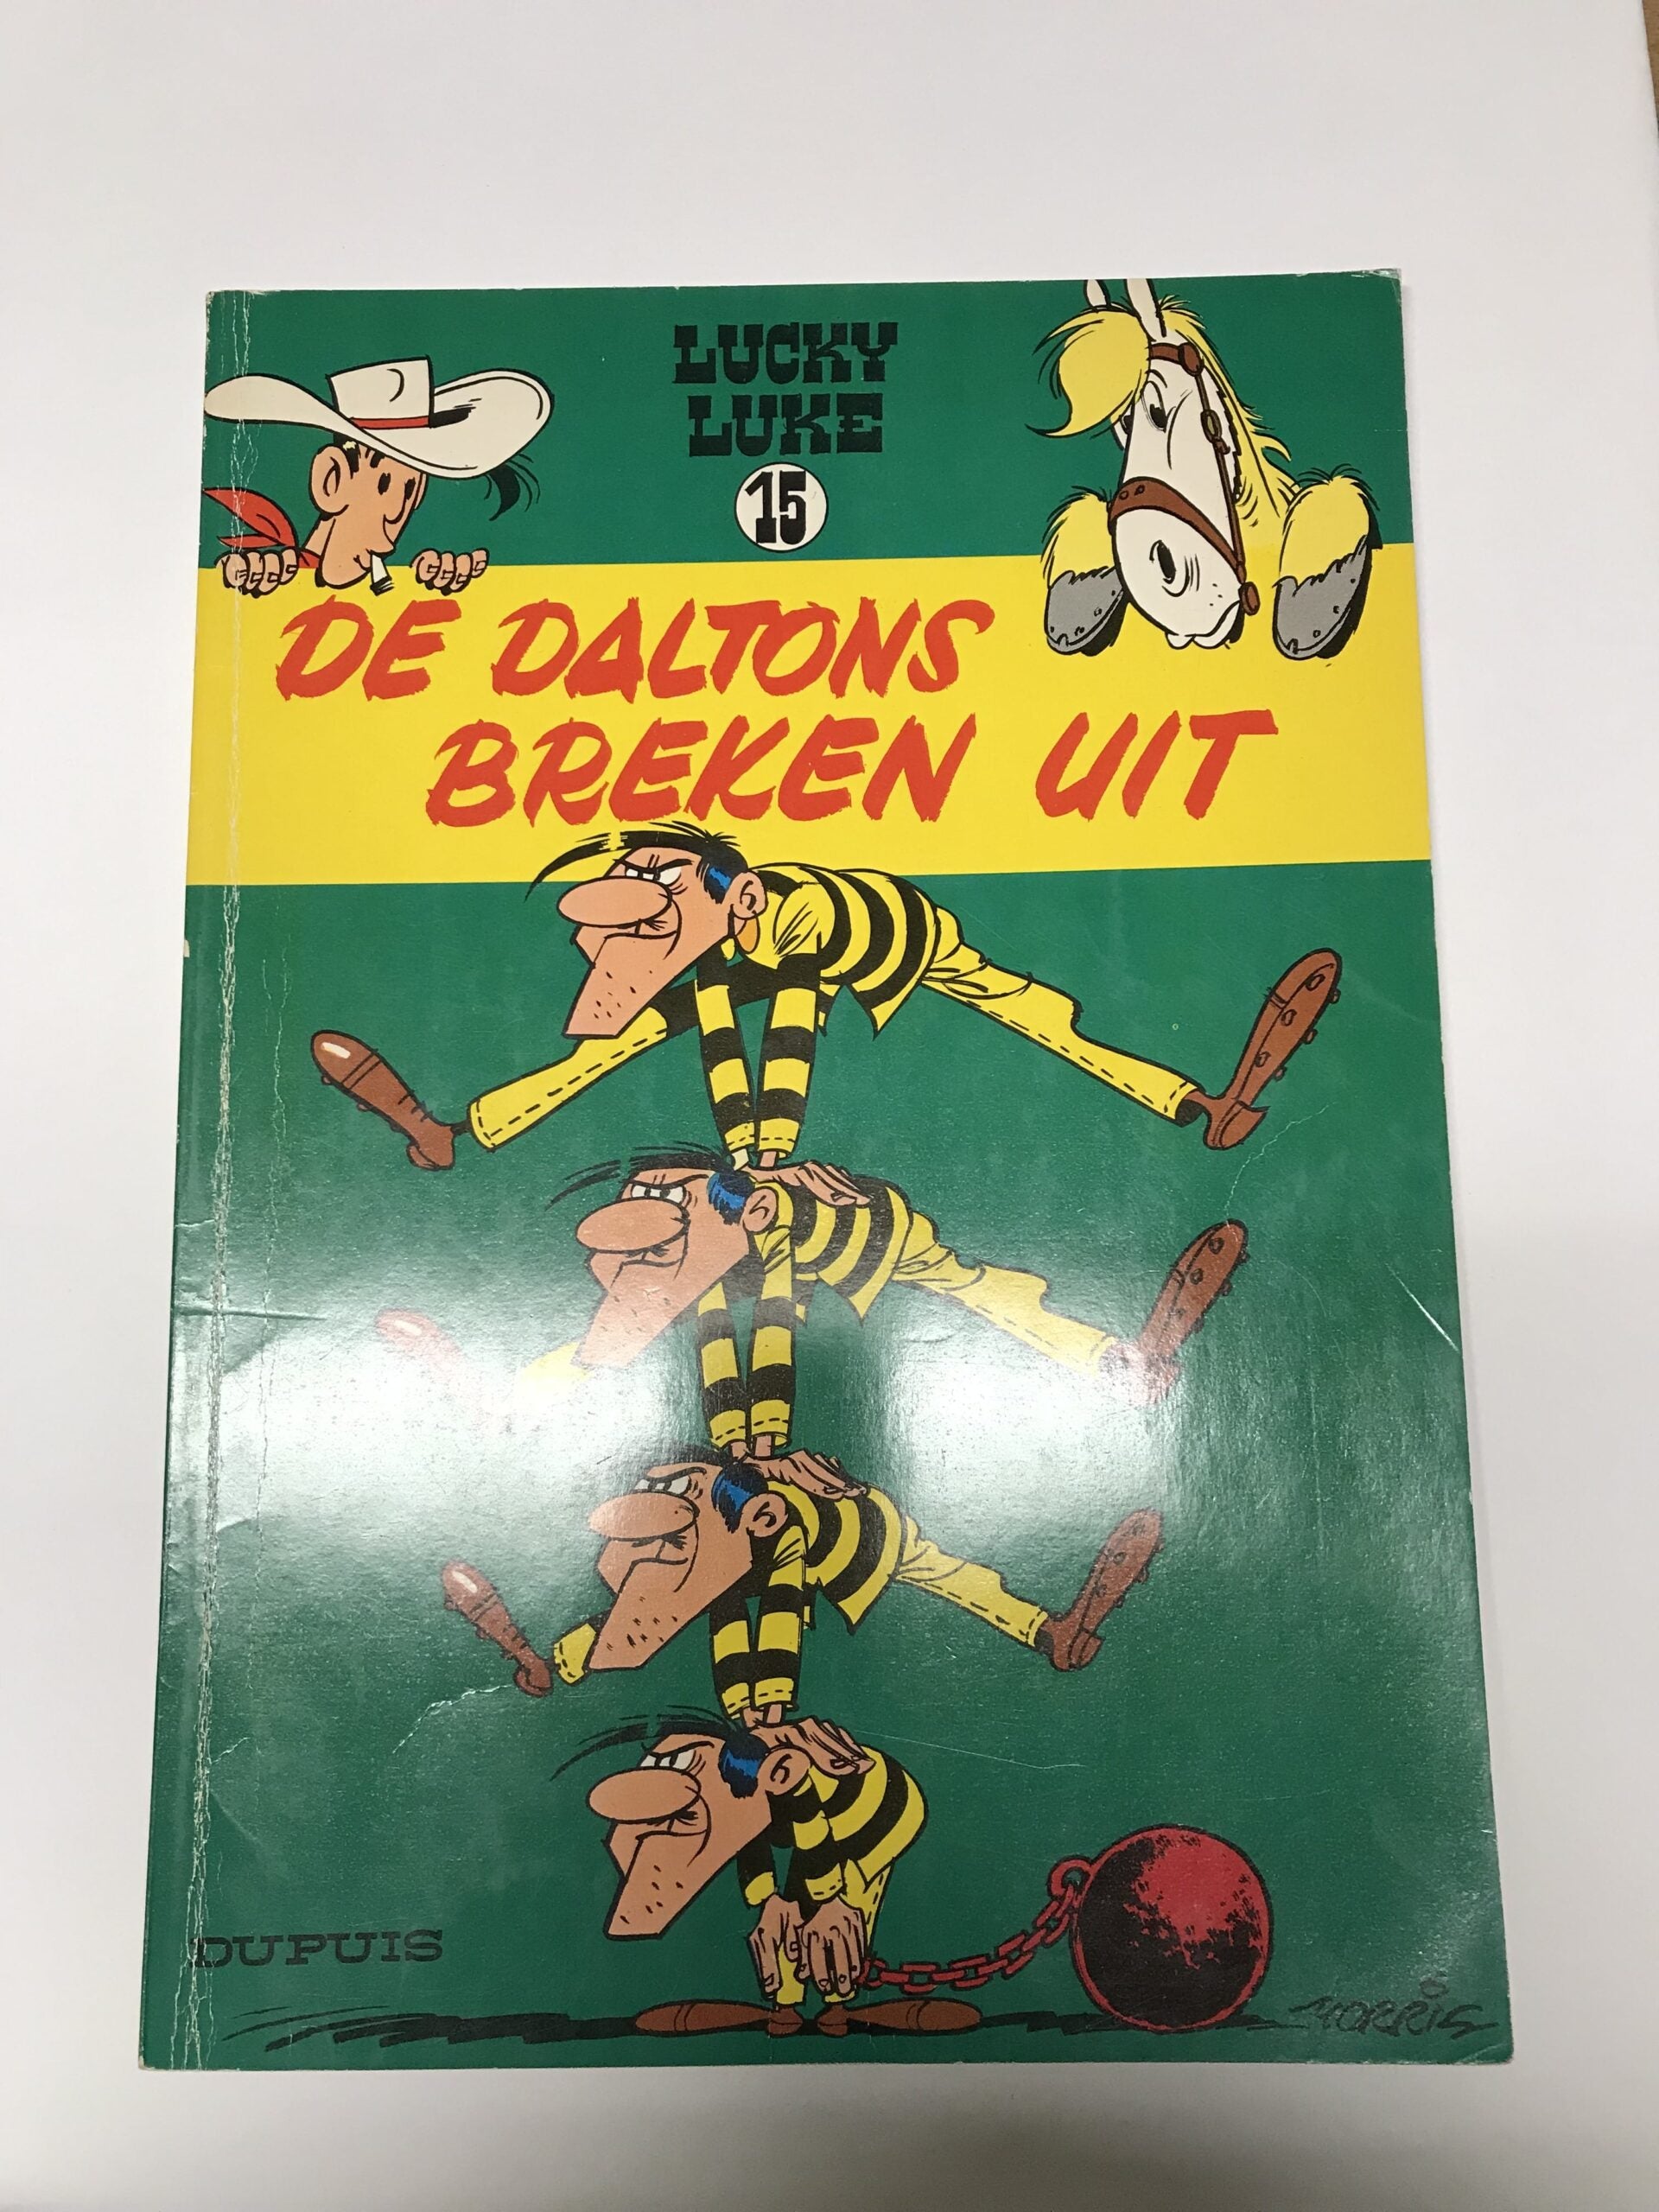 LUCKY
LUKE
15
DE DALTONS
BREKEN UIT
DUPUIS
MORRIS